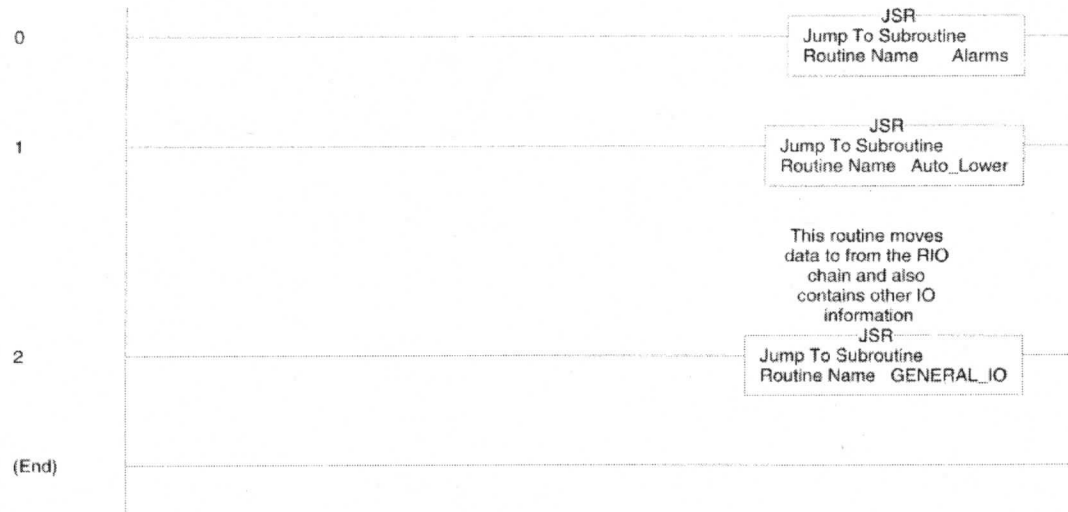 0
JSR
Jump To Subroutine
Routine Name Alarms
1
JSR
Jump To Subroutine
Routine Name Auto_Lower
This routine moves
data to from the RIO
chain and also
contains other IO
information
2
JSR
Jump To Subroutine
Routine Name GENERAL_IO
(End)